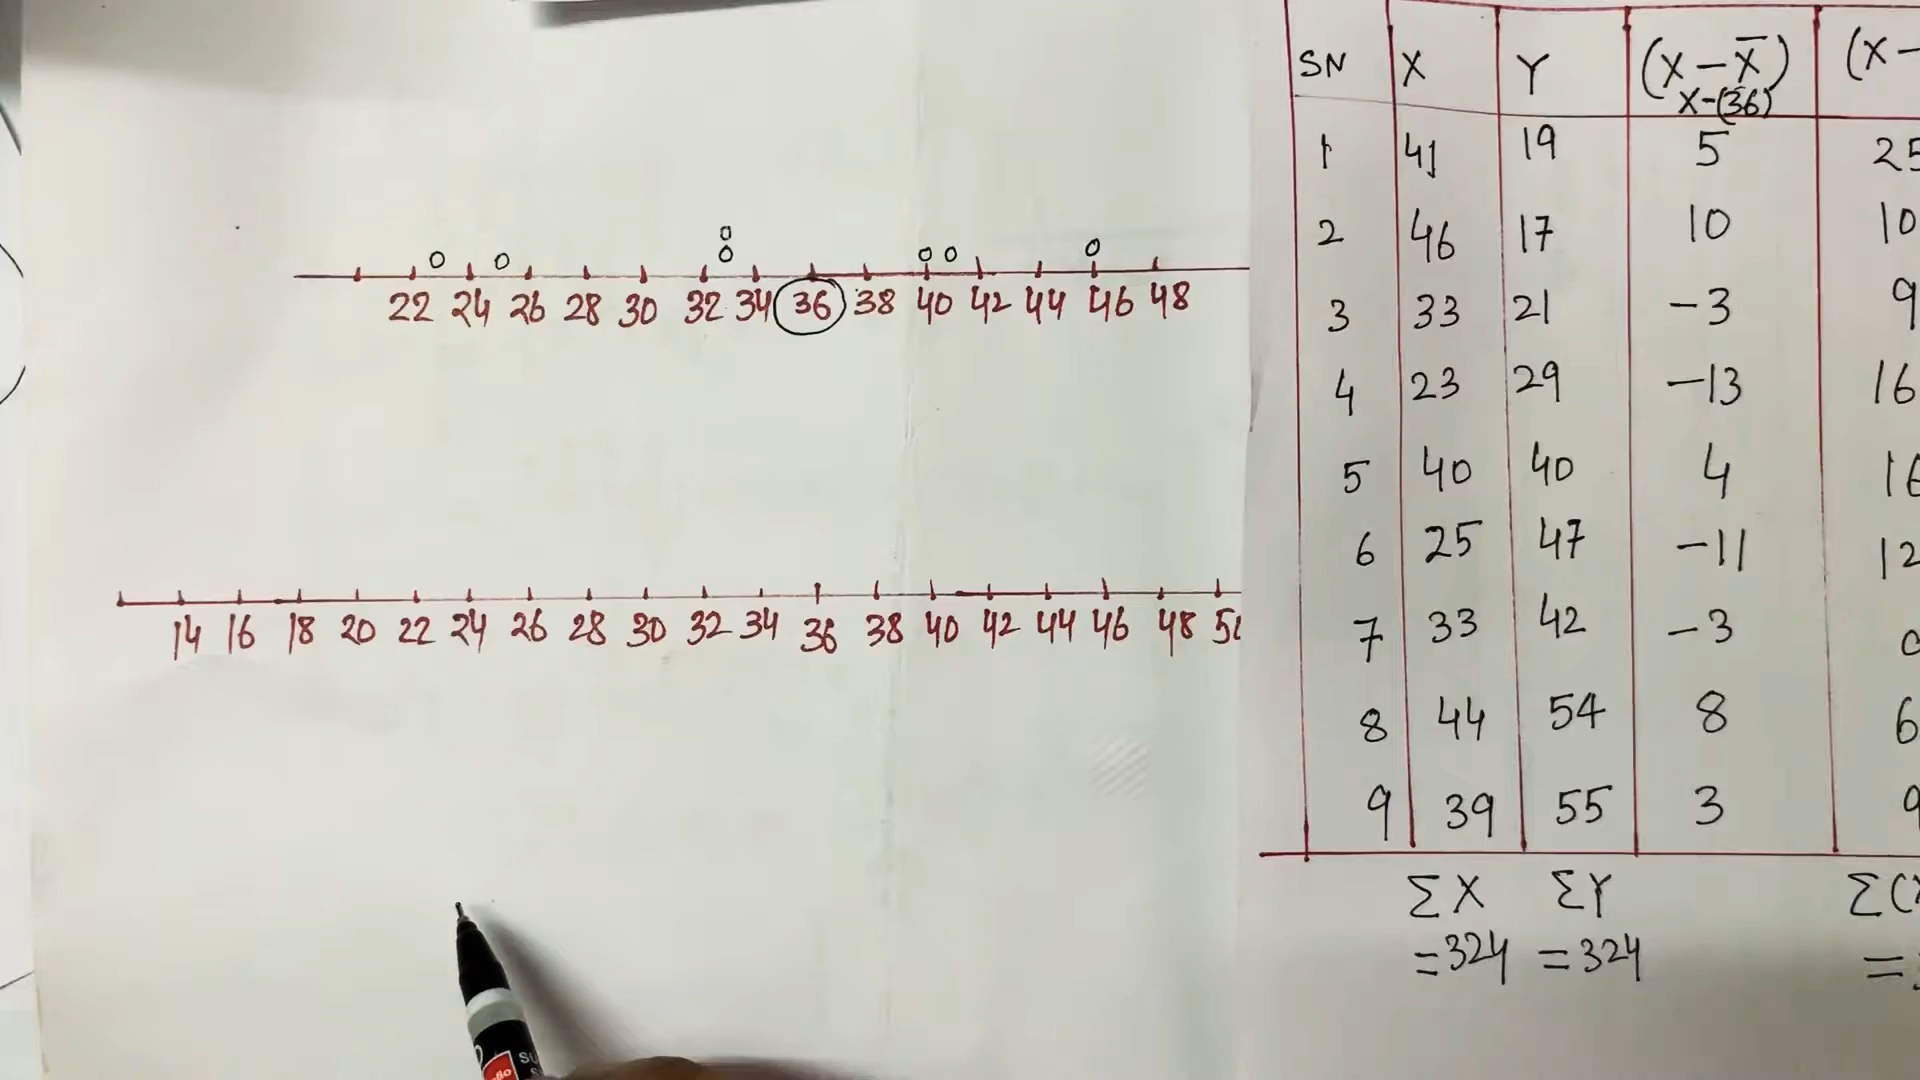 22 24 26 28 30 32 34 36 38 40 42 44 46 48
14 16 18 20 22 24 26 28 30 32 34 36 38 40 42 44 46 48
SN X Y (X-X̅) (X-
X-(36)
1 41 19 5 25
2 46 17 10 10
3 33 21 -3 9
4 23 29 -13 16
5 40 40 4 16
6 25 47 -11 12
7 33 42 -3
8 44 54 8 6
9 39 55 3 9
ΣX ΣY Σ(X
=324 =324 =